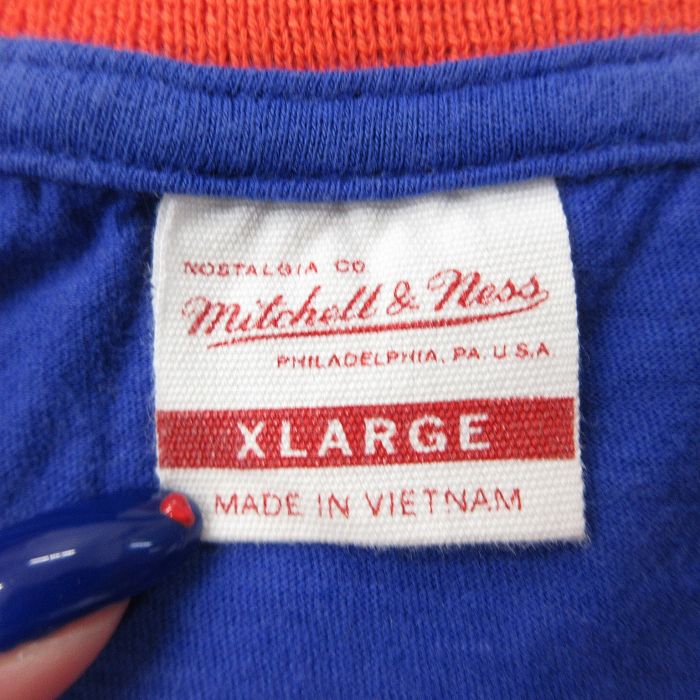 NOSTALGIA CO.
Mitchell & Ness
PHILADELPHIA, PA. U.S.A
XLARGE
MADE IN VIETNAM